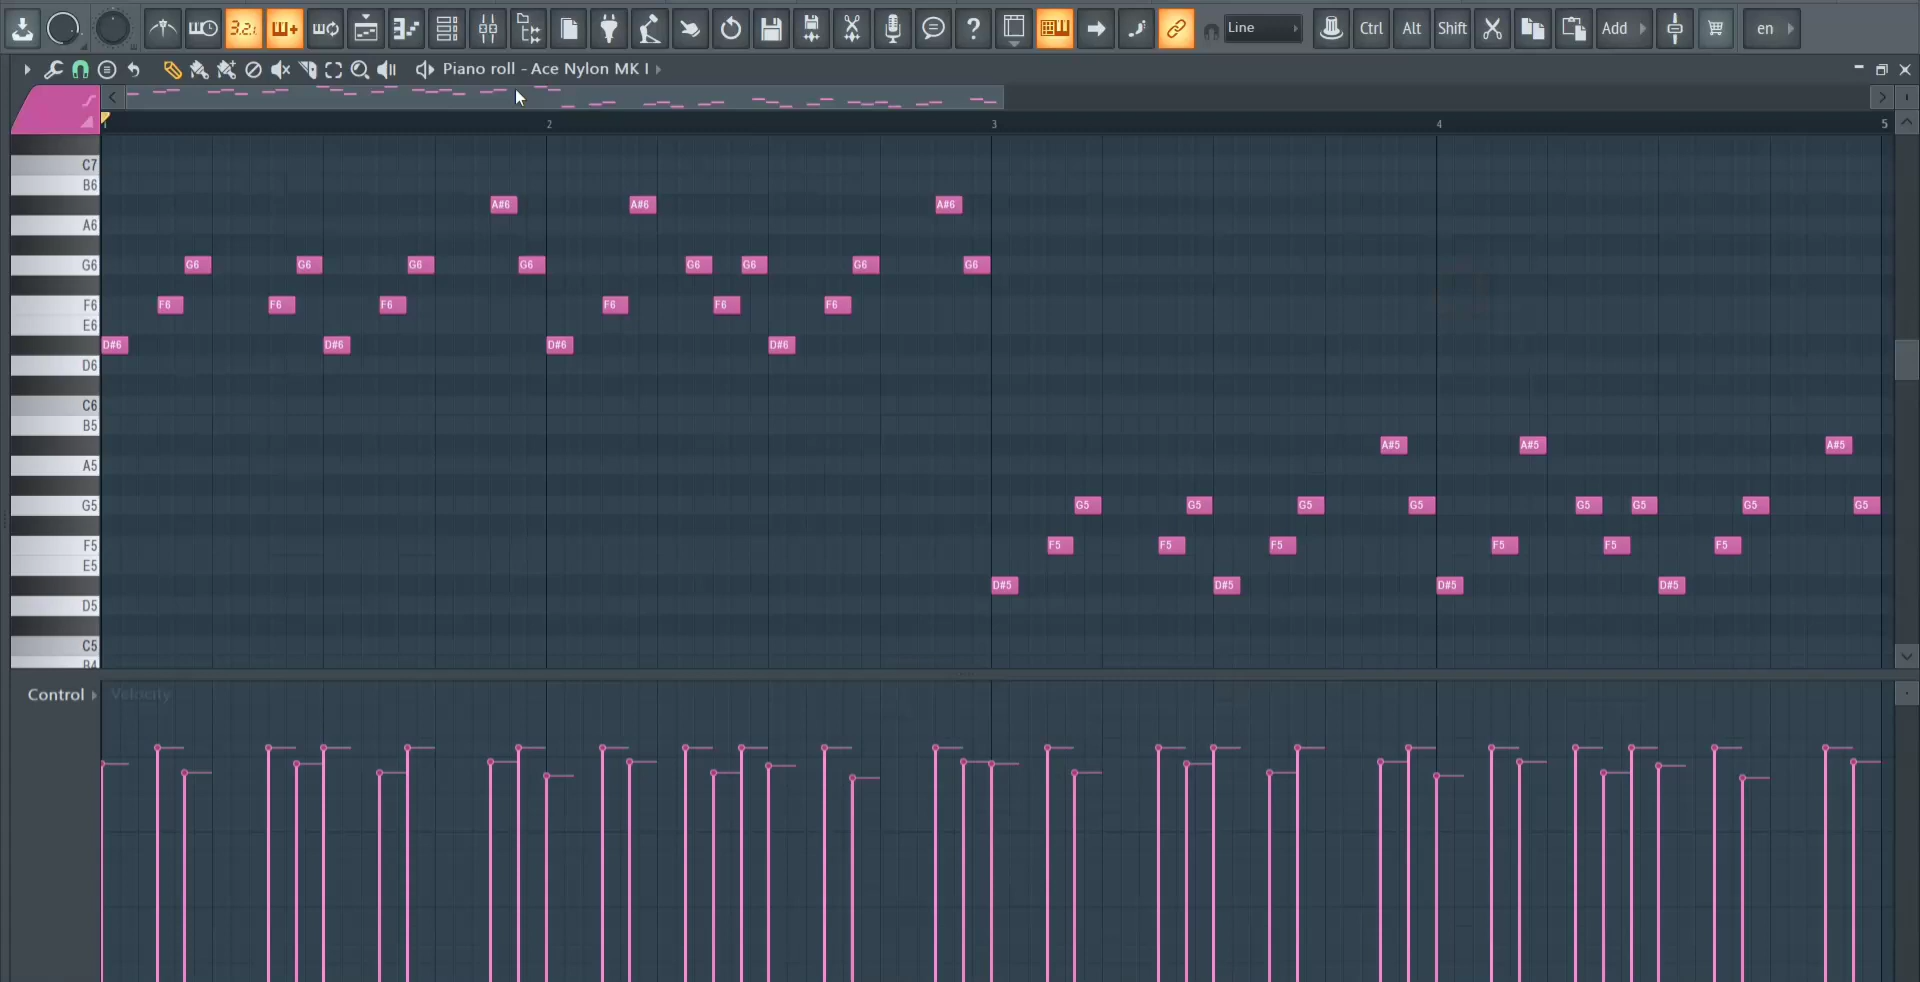 3.2.i Line Ctrl Alt Shift Add en
Piano roll - Ace Nylon MK I
1 2 3 4 5
C7
B6
A#6 A#6 A#6
A6
G6 G6 G6 G6 G6 G6 G6 G6 G6
F6 F6 F6 F6 F6 F6 F6
E6
D#6 D#6 D#6 D#6
D6
C6
B5
A#5 A#5 A#5
A5
G5 G5 G5 G5 G5 G5 G5 G5 G5
F5 F5 F5 F5 F5 F5 F5
E5
D#5 D#5 D#5 D#5
D5
C5
B4
Control Velocity